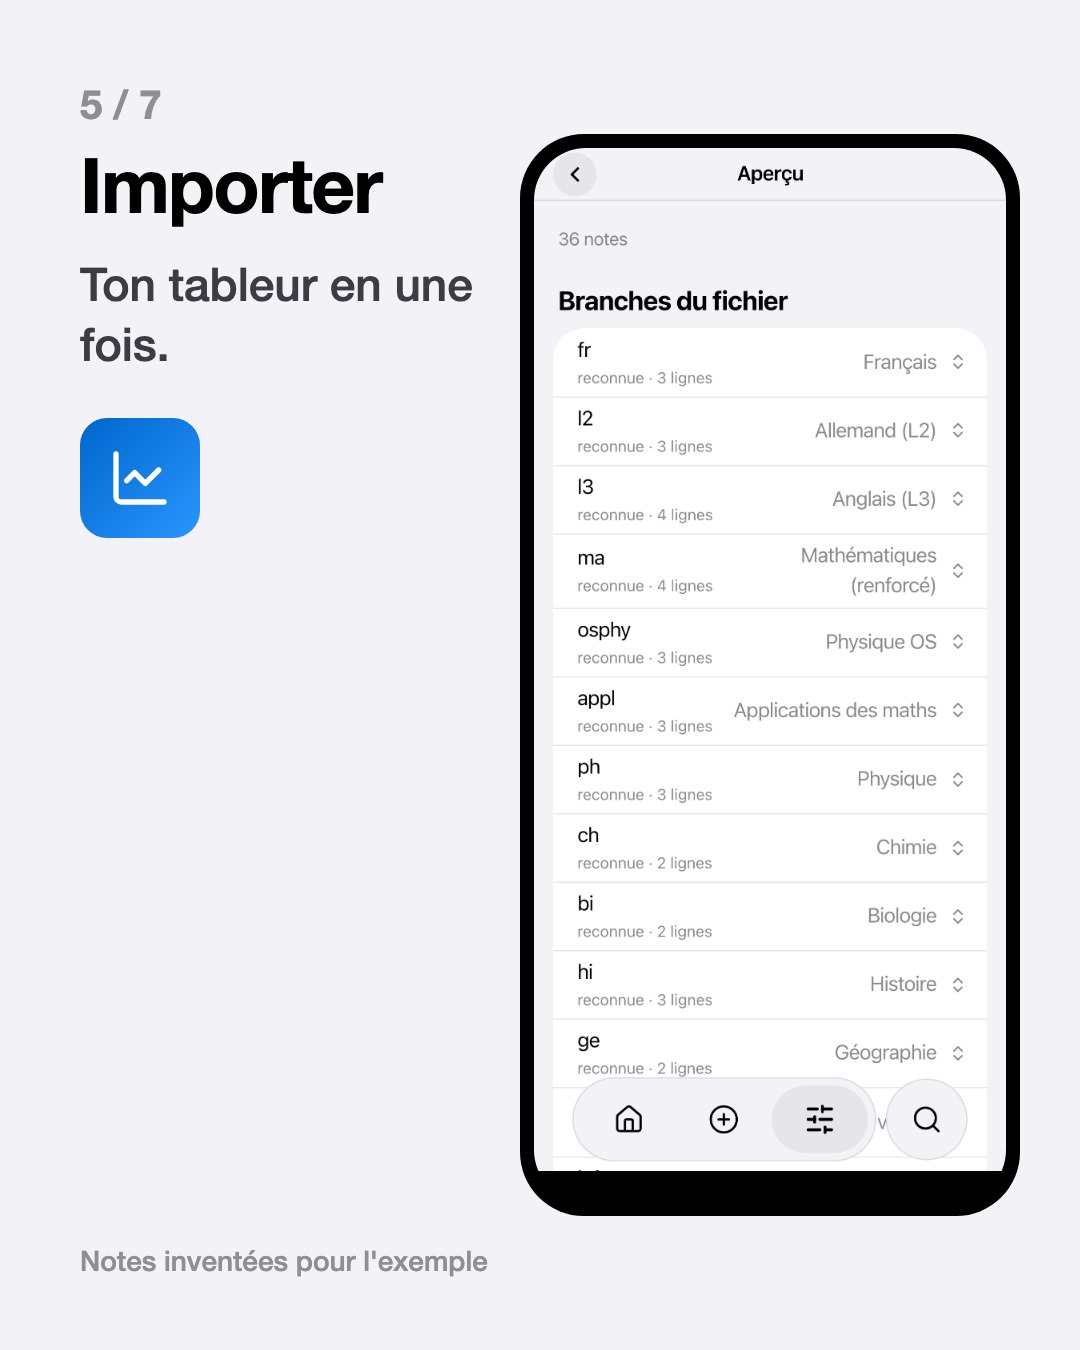 5 / 7
Importer
Ton tableur en une
fois.
Aperçu
36 notes
Branches du fichier
fr
reconnue · 3 lignes
Français
l2
reconnue · 3 lignes
Allemand (L2)
l3
reconnue · 4 lignes
Anglais (L3)
ma
reconnue · 4 lignes
Mathématiques
(renforcé)
osphy
reconnue · 3 lignes
Physique OS
appl
reconnue · 3 lignes
Applications des maths
ph
reconnue · 3 lignes
Physique
ch
reconnue · 2 lignes
Chimie
bi
reconnue · 2 lignes
Biologie
hi
reconnue · 3 lignes
Histoire
ge
reconnue · 2 lignes
Géographie
Notes inventées pour l'exemple